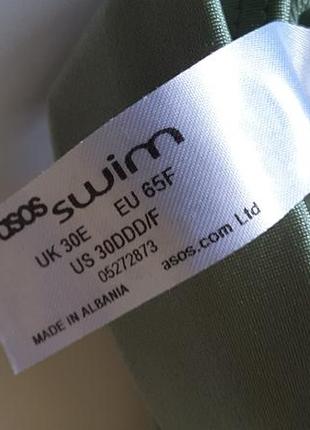 asos swim
UK 30E EU 65F
US 30DDD/F
05272873
MADE IN ALBANIA asos.com Ltd